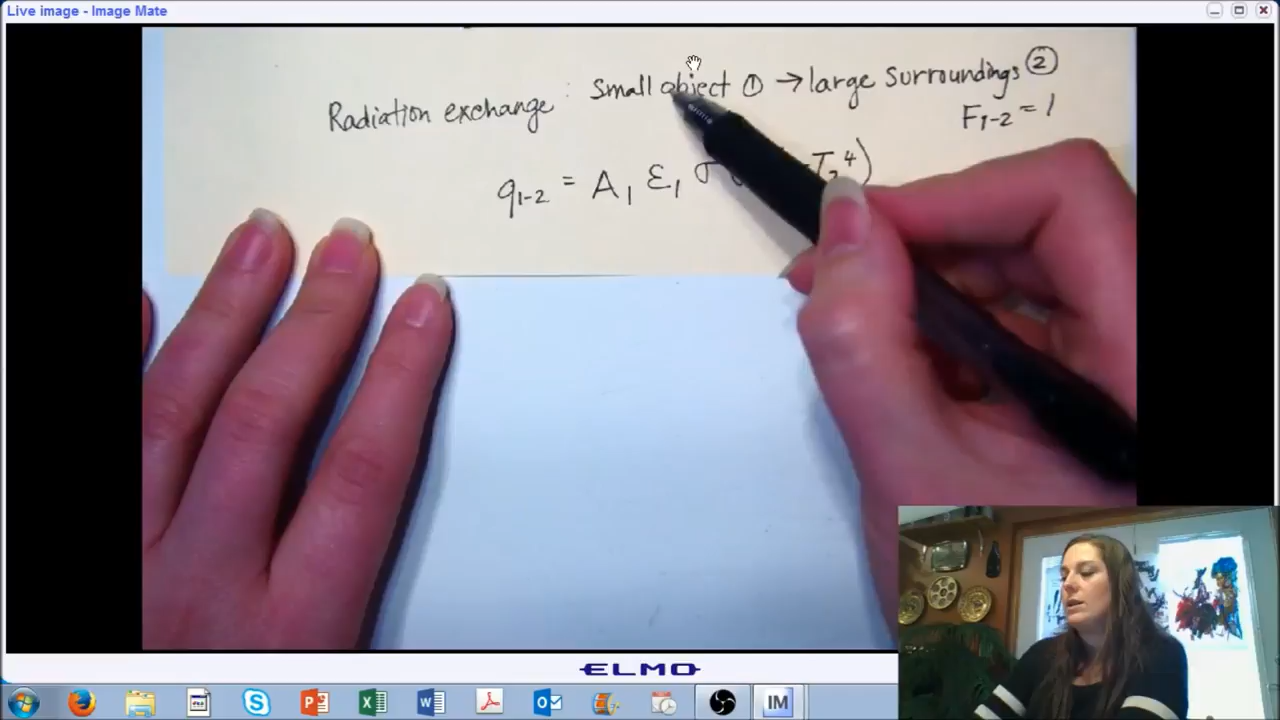 Live image - Image Mate
Radiation exchange : Small object ① → large surroundings ②
F₁₋₂ = 1
q₁₋₂ = A₁ ε₁ σ T₂⁴)
ELMO
IM